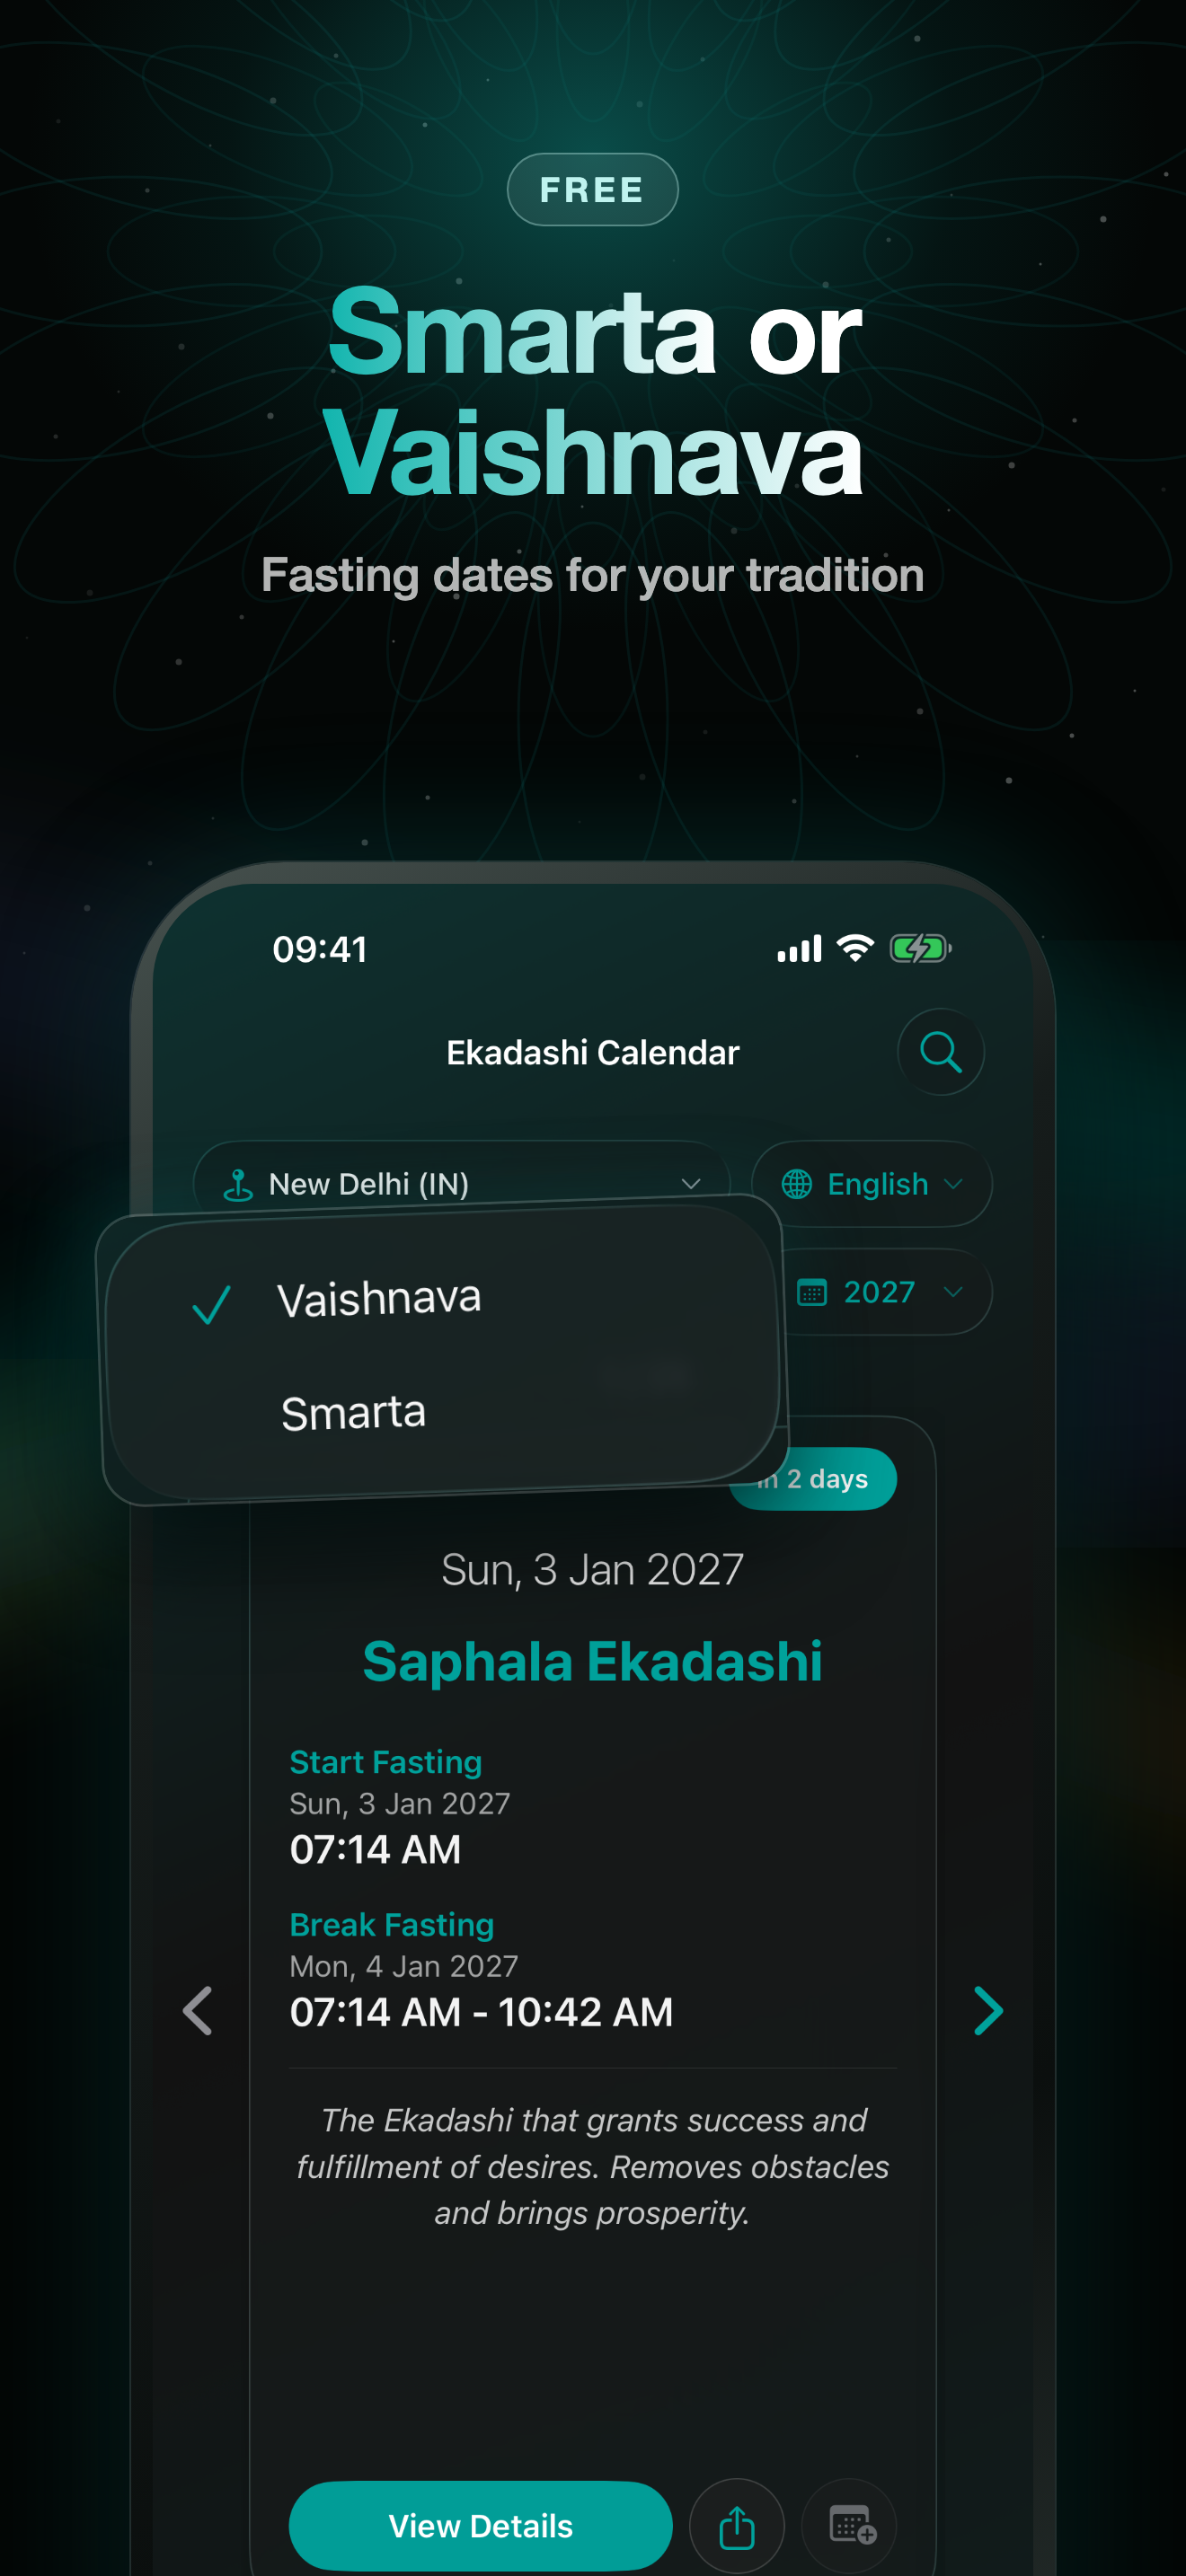 FREE
Smarta or
Vaishnava
Fasting dates for your tradition
09:41
Ekadashi Calendar
New Delhi (IN)
English
Vaishnava
2027
Smarta
in 2 days
Sun, 3 Jan 2027
Saphala Ekadashi
Start Fasting
Sun, 3 Jan 2027
07:14 AM
Break Fasting
Mon, 4 Jan 2027
07:14 AM - 10:42 AM
The Ekadashi that grants success and
fulfillment of desires. Removes obstacles
and brings prosperity.
View Details